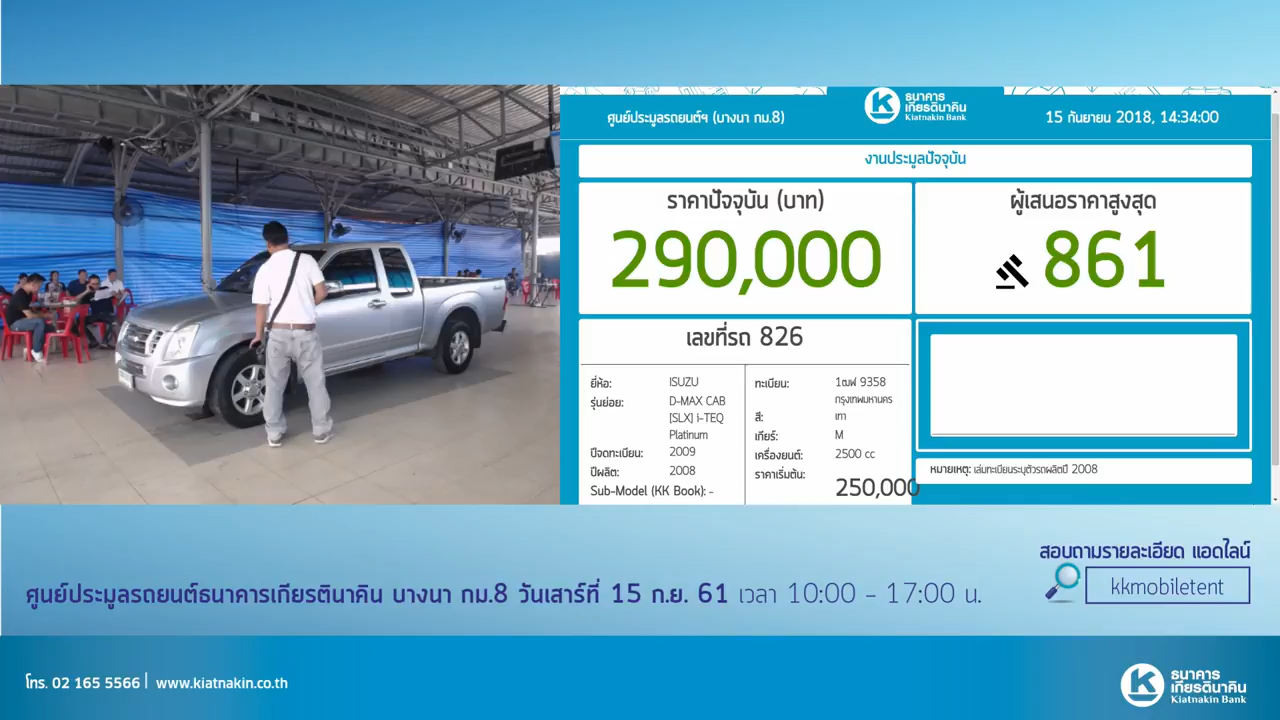 ศูนย์ประมูลรถยนต์ฯ (บางนา กม.8)
ธนาคาร
เกียรตินาคิน
Kiatnakin Bank
15 กันยายน 2018, 14:34:00
งานประมูลปัจจุบัน
ราคาปัจจุบัน (บาท)
290,000
ผู้เสนอราคาสูงสุด
861
เลขที่รถ 826
ยี่ห้อ: ISUZU
รุ่นย่อย: D-MAX CAB
[SLX] i-TEQ
Platinum
ปีจดทะเบียน: 2009
ปีผลิต: 2008
Sub-Model (KK Book): -
ทะเบียน: 1ฒฬ 9358
กรุงเทพมหานคร
สี: เทา
เกียร์: M
เครื่องยนต์: 2500 cc
ราคาเริ่มต้น:
250,000
หมายเหตุ: เล่มทะเบียนระบุตัวรถผลิตปี 2008
สอบถามรายละเอียด แอดไลน์
kkmobiletent
ศูนย์ประมูลรถยนต์ธนาคารเกียรตินาคิน บางนา กม.8 วันเสาร์ที่ 15 ก.ย. 61 เวลา 10:00 - 17:00 น.
โทร. 02 165 5566 | www.kiatnakin.co.th
ธนาคาร
เกียรตินาคิน
Kiatnakin Bank